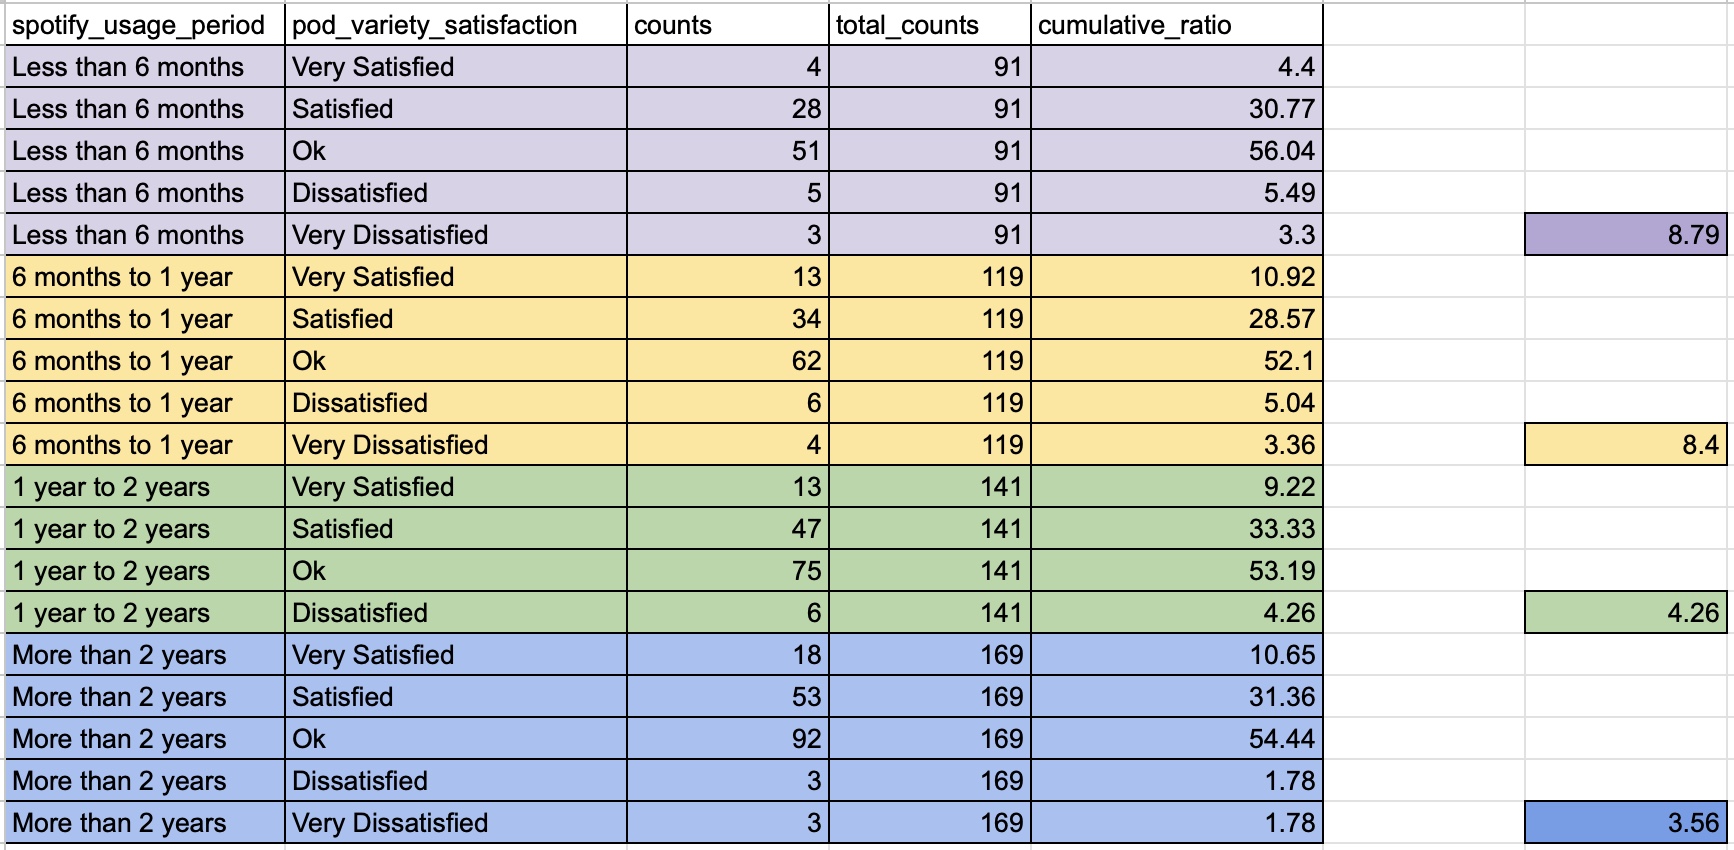 spotify_usage_period pod_variety_satisfaction counts total_counts cumulative_ratio
Less than 6 months Very Satisfied 4 91 4.4
Less than 6 months Satisfied 28 91 30.77
Less than 6 months Ok 51 91 56.04
Less than 6 months Dissatisfied 5 91 5.49
Less than 6 months Very Dissatisfied 3 91 3.3 8.79
6 months to 1 year Very Satisfied 13 119 10.92
6 months to 1 year Satisfied 34 119 28.57
6 months to 1 year Ok 62 119 52.1
6 months to 1 year Dissatisfied 6 119 5.04
6 months to 1 year Very Dissatisfied 4 119 3.36 8.4
1 year to 2 years Very Satisfied 13 141 9.22
1 year to 2 years Satisfied 47 141 33.33
1 year to 2 years Ok 75 141 53.19
1 year to 2 years Dissatisfied 6 141 4.26 4.26
More than 2 years Very Satisfied 18 169 10.65
More than 2 years Satisfied 53 169 31.36
More than 2 years Ok 92 169 54.44
More than 2 years Dissatisfied 3 169 1.78
More than 2 years Very Dissatisfied 3 169 1.78 3.56